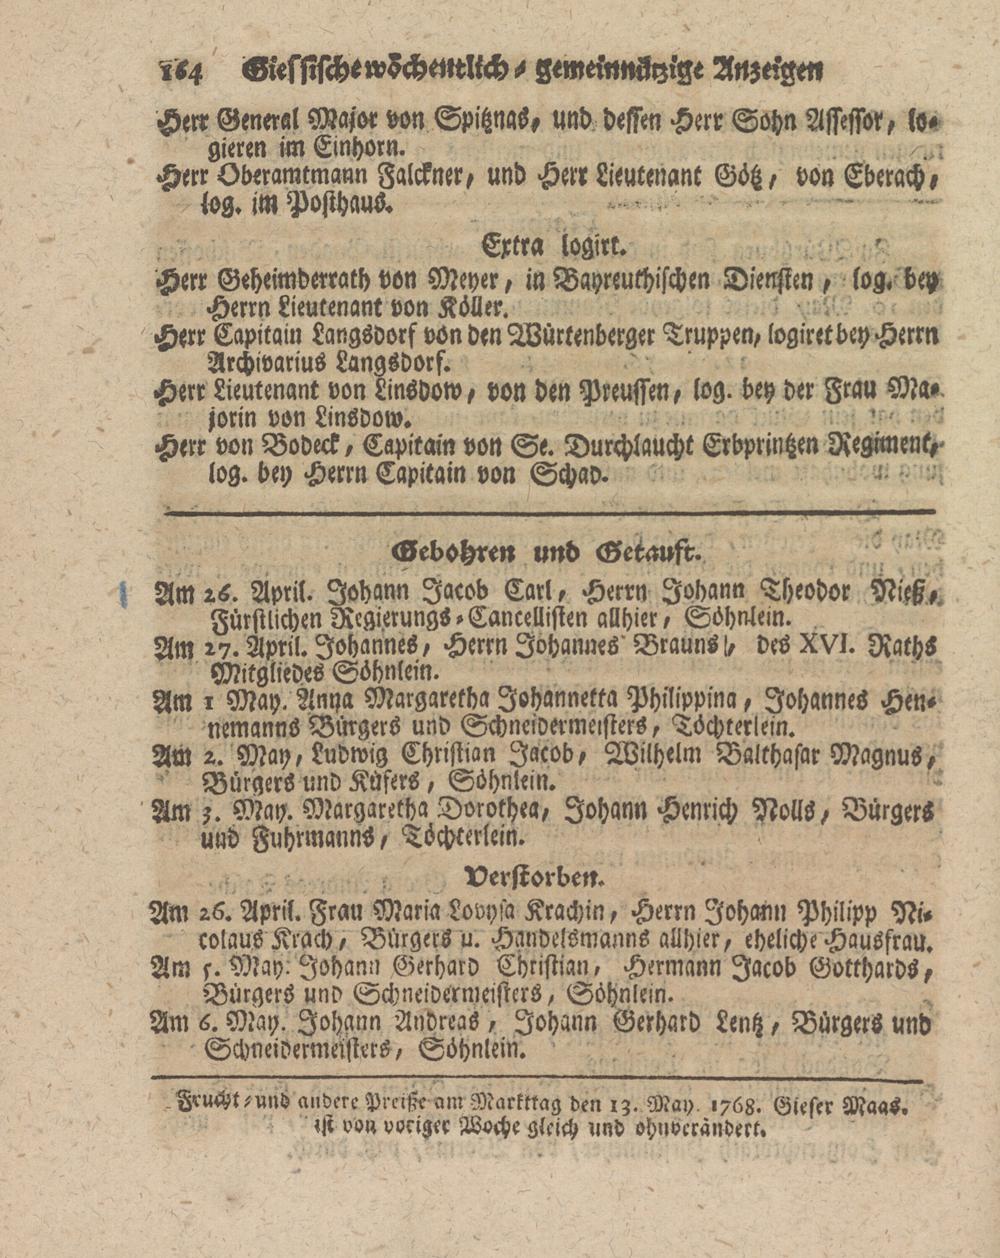 164 Giessische wöchentlich-gemeinnützige Anzeigen
Herr General Major von Spitznas, und dessen Herr Sohn Assessor, lo-
gieren im Einhorn.
Herr Oberamtmann Falckner, und Herr Lieutenant Götz, von Eberach,
log. im Posthaus.
Extra logirt.
Herr Geheimderrath von Meyer, in Bayreuthischen Diensten, log. bey
Herrn Lieutenant von Köller.
Herr Capitain Langsdorf von den Würtenberger Truppen, logiret bey Herrn
Archivarius Langsdorf.
Herr Lieutenant von Linsdow, von den Preussen, log. bey der Frau Ma-
jorin von Linsdow.
Herr von Bodeck, Capitain von Se. Durchlaucht Erbprintzen Regiment,
log. bey Herrn Capitain von Schad.
Gebohren und Getauft.
Am 26. April. Johann Jacob Carl, Herrn Johann Theodor Nieß,
Fürstlichen Regierungs-Cancellisten allhier, Söhnlein.
Am 27. April. Johannes, Herrn Johannes Brauns, des XVI. Raths
Mitgliedes Söhnlein.
Am 1 May. Anna Margaretha Johannetta Philippina, Johannes Hen-
nemanns Bürgers und Schneidermeisters, Töchterlein.
Am 2. May, Ludwig Christian Jacob, Wilhelm Balthasar Magnus,
Bürgers und Küfers, Söhnlein.
Am 3. May. Margaretha Dorothea, Johann Henrich Nolls, Bürgers
und Fuhrmanns, Töchterlein.
Verstorben.
Am 26. April. Frau Maria Lovysa Krachin, Herrn Johann Philipp Ni-
colaus Krach, Bürgers u. Handelsmanns allhier, eheliche Hausfrau.
Am 5. May. Johann Gerhard Christian, Hermann Jacob Gotthards,
Bürgers und Schneidermeisters, Söhnlein.
Am 6. May. Johann Andreas, Johann Gerhard Lentz, Bürgers und
Schneidermeisters, Söhnlein.
Frucht-und andere Preiße am Markttag den 13. May. 1768. Gieser Maas.
ist von voriger Woche gleich und ohnverändert.